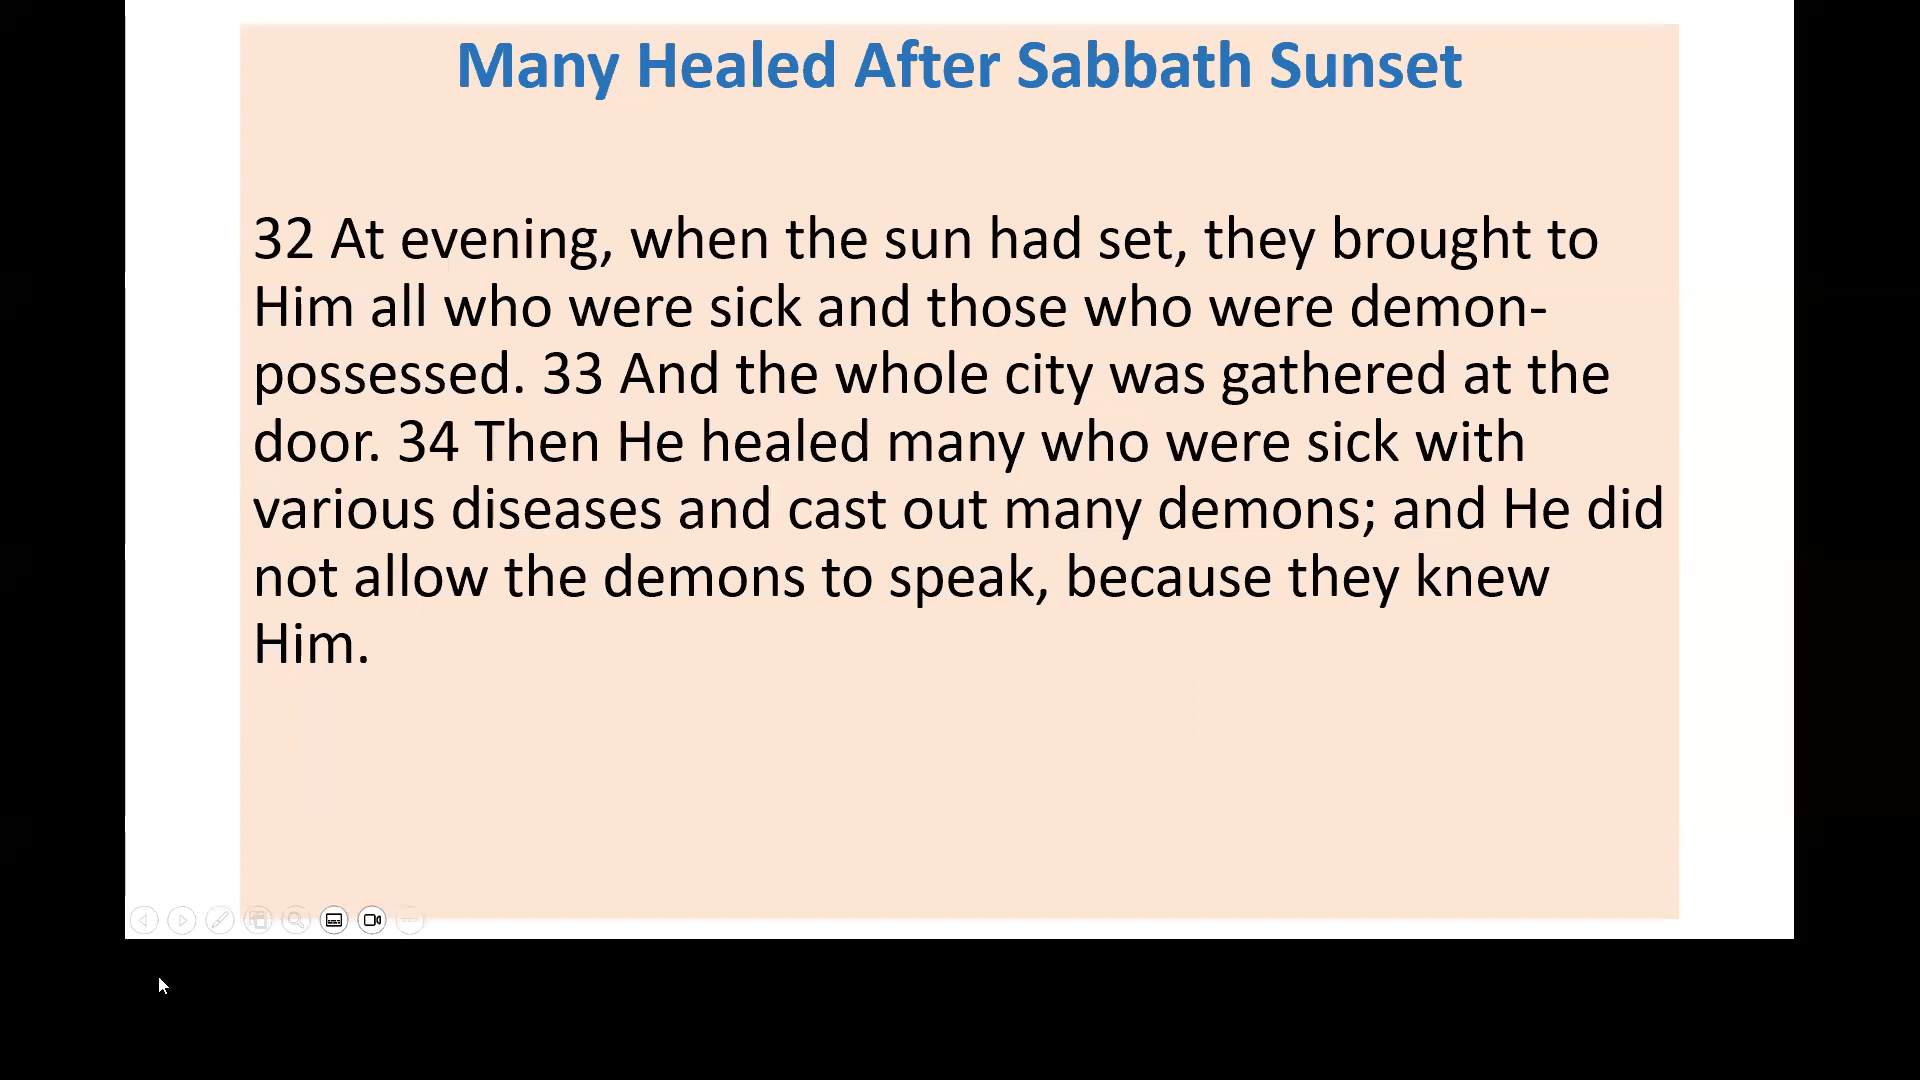 Many Healed After Sabbath Sunset
32 At evening, when the sun had set, they brought to
Him all who were sick and those who were demon-
possessed. 33 And the whole city was gathered at the
door. 34 Then He healed many who were sick with
various diseases and cast out many demons; and He did
not allow the demons to speak, because they knew
Him.